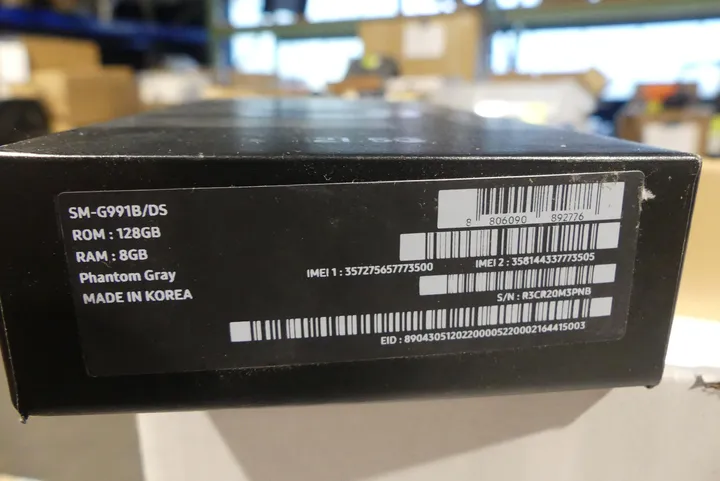 SM-G991B/DS
ROM : 128GB
RAM : 8GB
Phantom Gray
MADE IN KOREA
8 806090 892776
IMEI 1 : 357275657773500
IMEI 2 : 358144337773505
S/N : R3CR20M3PNB
EID : 89043051202200005220002164415003